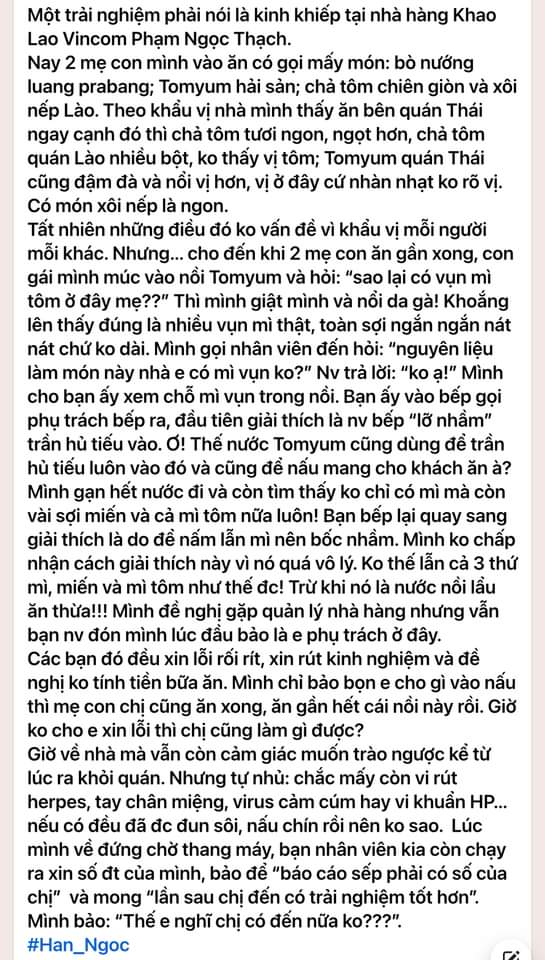 Một trải nghiệm phải nói là kinh khiếp tại nhà hàng Khao
Lao Vincom Phạm Ngọc Thạch.
Nay 2 mẹ con mình vào ăn có gọi mấy món: bò nướng
luang prabang; Tomyum hải sản; chả tôm chiên giòn và xôi
nếp Lào. Theo khẩu vị nhà mình thấy ăn bên quán Thái
ngay cạnh đó thì chả tôm tươi ngon, ngọt hơn, chả tôm
quán Lào nhiều bột, ko thấy vị tôm; Tomyum quán Thái
cũng đậm đà và nổi vị hơn, vị ở đây cứ nhàn nhạt ko rõ vị.
Có món xôi nếp là ngon.
Tất nhiên những điều đó ko vấn đề vì khẩu vị mỗi người
mỗi khác. Nhưng... cho đến khi 2 mẹ con ăn gần xong, con
gái mình múc vào nồi Tomyum và hỏi: “sao lại có vụn mì
tôm ở đây mẹ??” Thì mình giật mình và nổi da gà! Khoắng
lên thấy đúng là nhiều vụn mì thật, toàn sợi ngắn ngắn nát
nát chứ ko dài. Mình gọi nhân viên đến hỏi: “nguyên liệu
làm món này nhà e có mì vụn ko?” Nv trả lời: “ko ạ!” Mình
cho bạn ấy xem chỗ mì vụn trong nồi. Bạn ấy vào bếp gọi
phụ trách bếp ra, đầu tiên giải thích là nv bếp “lỡ nhầm”
trần hủ tiếu vào. Ơ! Thế nước Tomyum cũng dùng để trần
hủ tiếu luôn vào đó và cũng để nấu mang cho khách ăn à?
Mình gạn hết nước đi và còn tìm thấy ko chỉ có mì mà còn
vài sợi miến và cả mì tôm nữa luôn! Bạn bếp lại quay sang
giải thích là do để nấm lẫn mì nên bốc nhầm. Mình ko chấp
nhận cách giải thích này vì nó quá vô lý. Ko thế lẫn cả 3 thứ
mì, miến và mì tôm như thế đc! Trừ khi nó là nước nồi lẩu
ăn thừa!!! Mình đề nghị gặp quản lý nhà hàng nhưng vẫn
bạn nv đón mình lúc đầu bảo là e phụ trách ở đây.
Các bạn đó đều xin lỗi rối rít, xin rút kinh nghiệm và đề
nghị ko tính tiền bữa ăn. Mình chỉ bảo bọn e cho gì vào nấu
thì mẹ con chị cũng ăn xong, ăn gần hết cái nồi này rồi. Giờ
ko cho e xin lỗi thì chị cũng làm gì được?
Giờ về nhà mà vẫn còn cảm giác muốn trào ngược kể từ
lúc ra khỏi quán. Nhưng tự nhủ: chắc mấy con vi rút
herpes, tay chân miệng, virus cảm cúm hay vi khuẩn HP...
nếu có đều đã đc đun sôi, nấu chín rồi nên ko sao.  Lúc
mình về đứng chờ thang máy, bạn nhân viên kia còn chạy
ra xin số đt của mình, bảo để “báo cáo sếp phải có số của
chị”  và mong “lần sau chị đến có trải nghiệm tốt hơn”.
Mình bảo: “Thế e nghĩ chị có đến nữa ko???”.
#Han_Ngoc